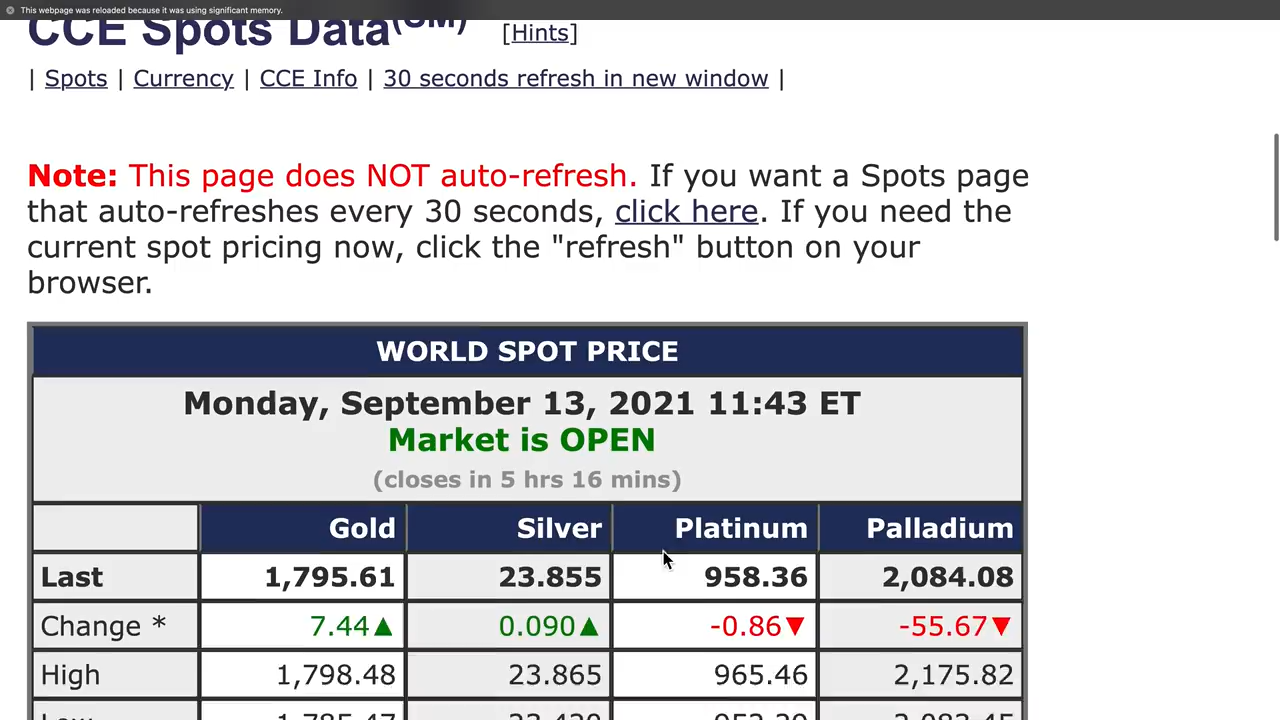 This webpage was reloaded because it was using significant memory.
CCE Spots Data(SM) [Hints]
| Spots | Currency | CCE Info | 30 seconds refresh in new window |
Note: This page does NOT auto-refresh. If you want a Spots page
that auto-refreshes every 30 seconds, click here. If you need the
current spot pricing now, click the "refresh" button on your
browser.
WORLD SPOT PRICE
Monday, September 13, 2021 11:43 ET
Market is OPEN
(closes in 5 hrs 16 mins)
Gold Silver Platinum Palladium
Last 1,795.61 23.855 958.36 2,084.08
Change * 7.44▲ 0.090▲ -0.86▼ -55.67▼
High 1,798.48 23.865 965.46 2,175.82
Low